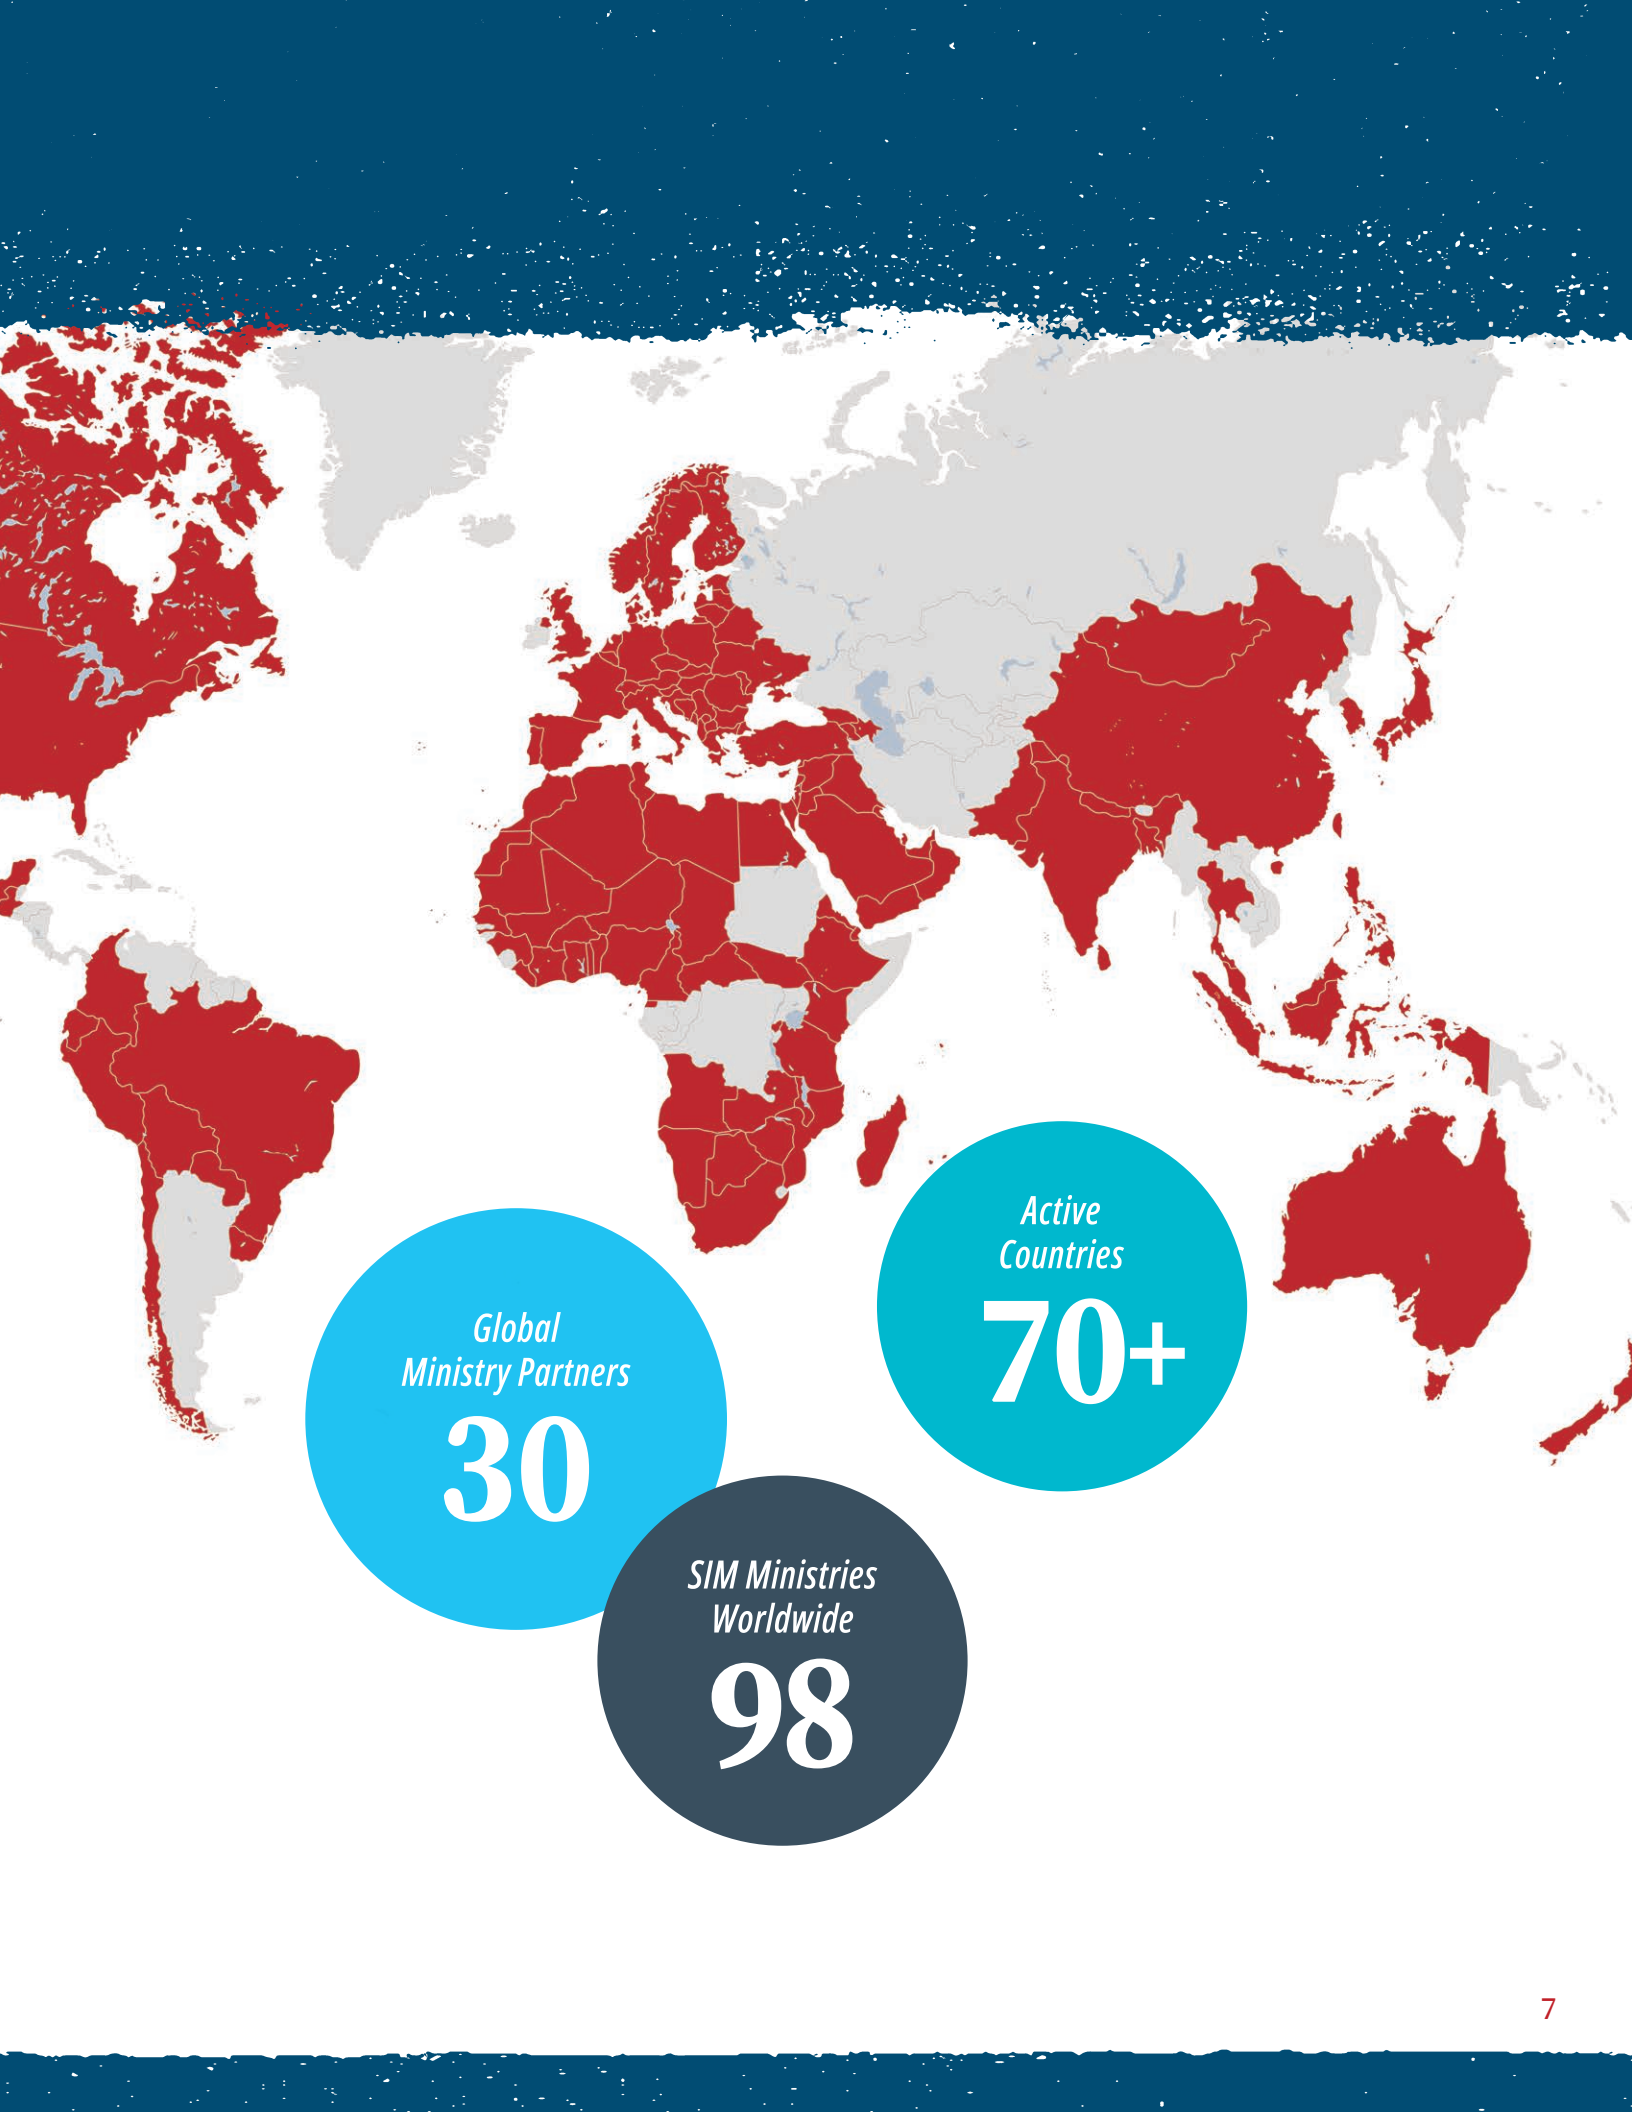 Active
Countries
70+
Global
Ministry Partners
30
SIM Ministries
Worldwide
98
7